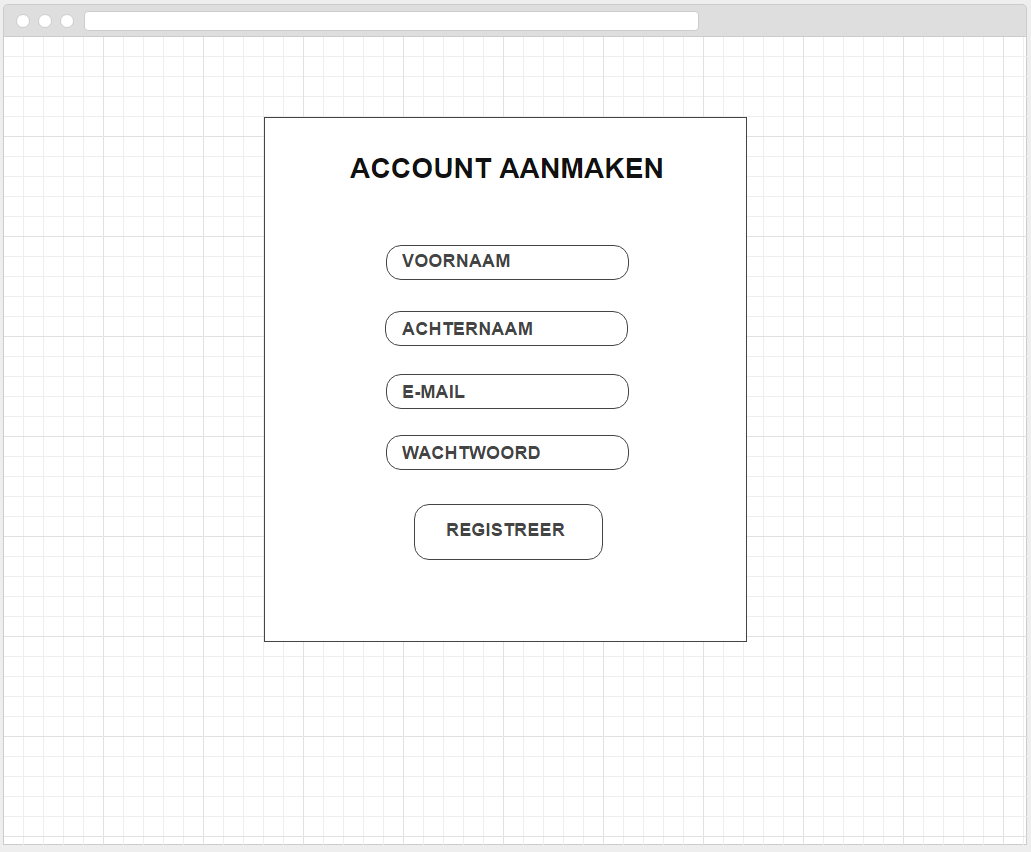 ACCOUNT AANMAKEN
VOORNAAM
ACHTERNAAM
E-MAIL
WACHTWOORD
REGISTREER